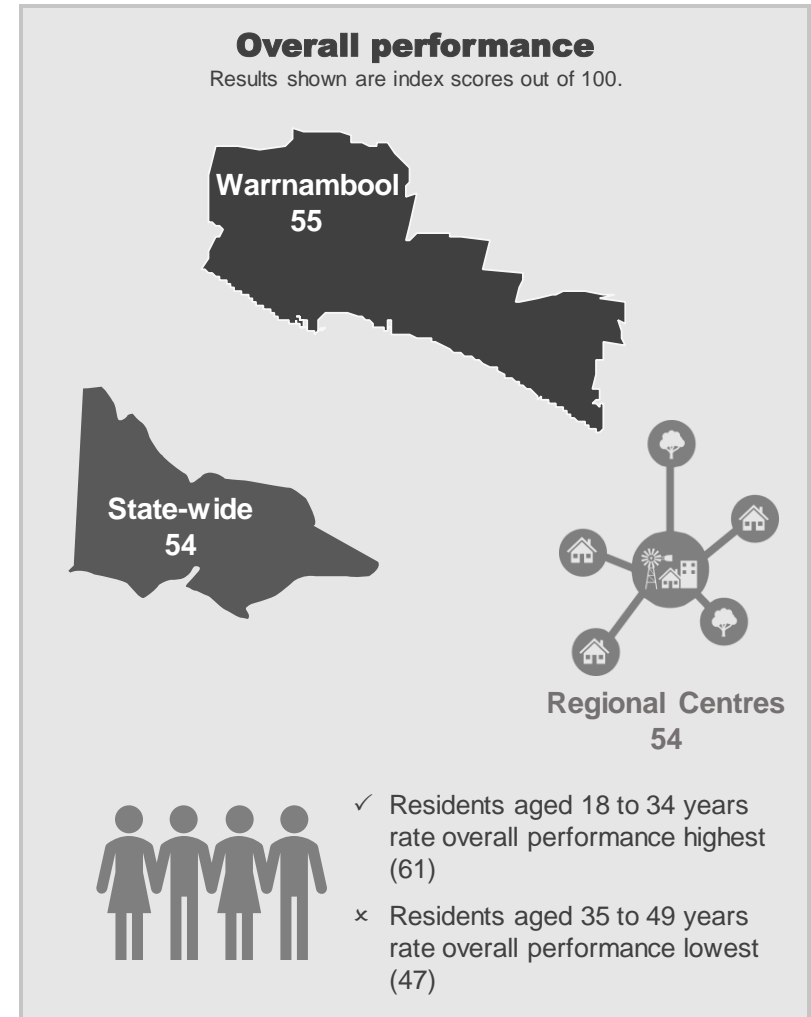 Overall performance
Results shown are index scores out of 100.
Warrnambool
55
State-wide
54
Regional Centres
54
✓ Residents aged 18 to 34 years
rate overall performance highest
(61)
× Residents aged 35 to 49 years
rate overall performance lowest
(47)